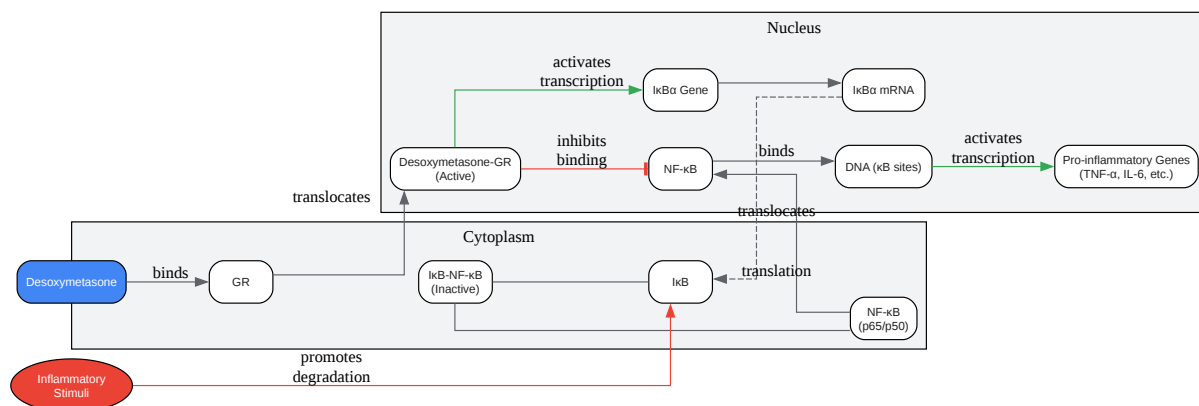 Nucleus
activates
transcription
IκBα Gene
IκBα mRNA
inhibits
binding
Desoxymetasone-GR
(Active)
NF-κB
binds
DNA (κB sites)
activates
transcription
Pro-inflammatory Genes
(TNF-α, IL-6, etc.)
translocates
translocates
Cytoplasm
Desoxymetasone
binds
GR
IκB-NF-κB
(Inactive)
IκB
translation
NF-κB
(p65/p50)
promotes
degradation
Inflammatory
Stimuli